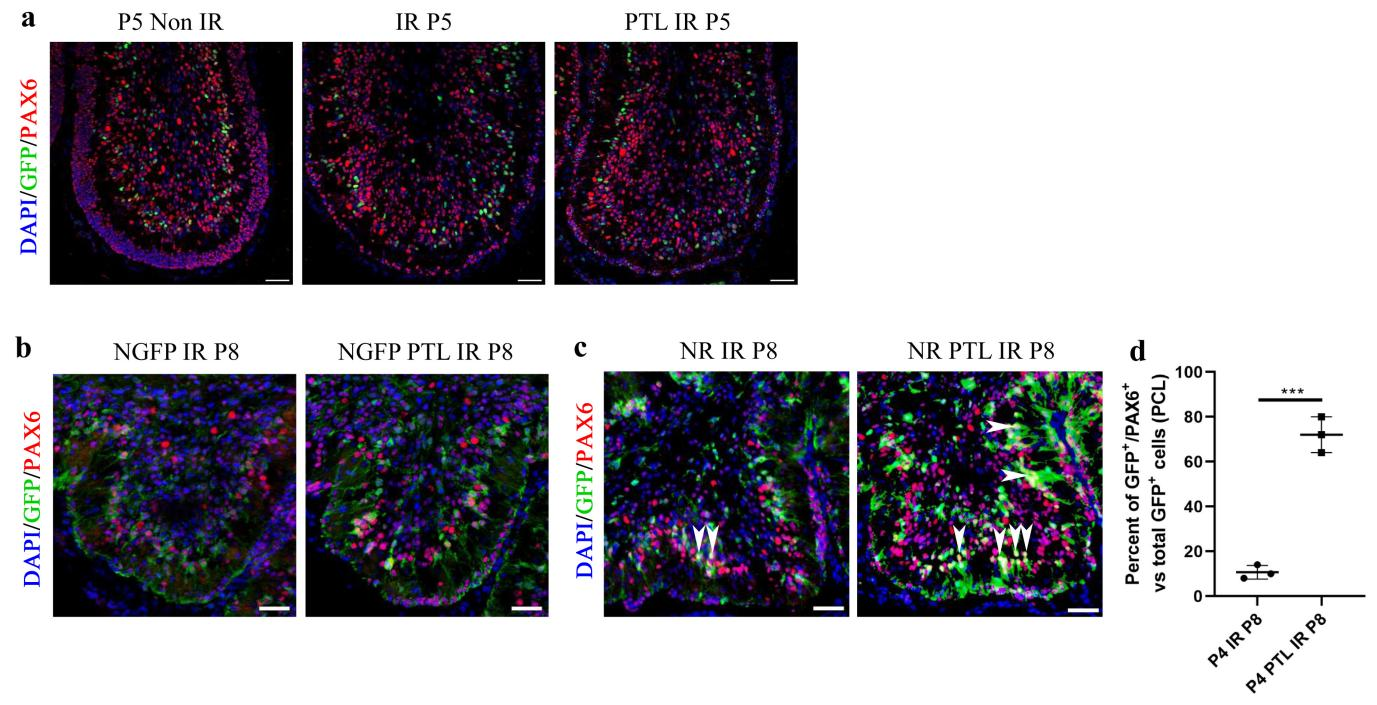 a
P5 Non IR
IR P5
PTL IR P5
DAPI/GFP/PAX6
b
NGFP IR P8
NGFP PTL IR P8
DAPI/GFP/PAX6
c
NR IR P8
NR PTL IR P8
DAPI/GFP/PAX6
d
Percent of GFP⁺/PAX6⁺
vs total GFP⁺ cells (PCL)
100
80
60
40
20
0
***
P4 IR P8
P4 PTL IR P8